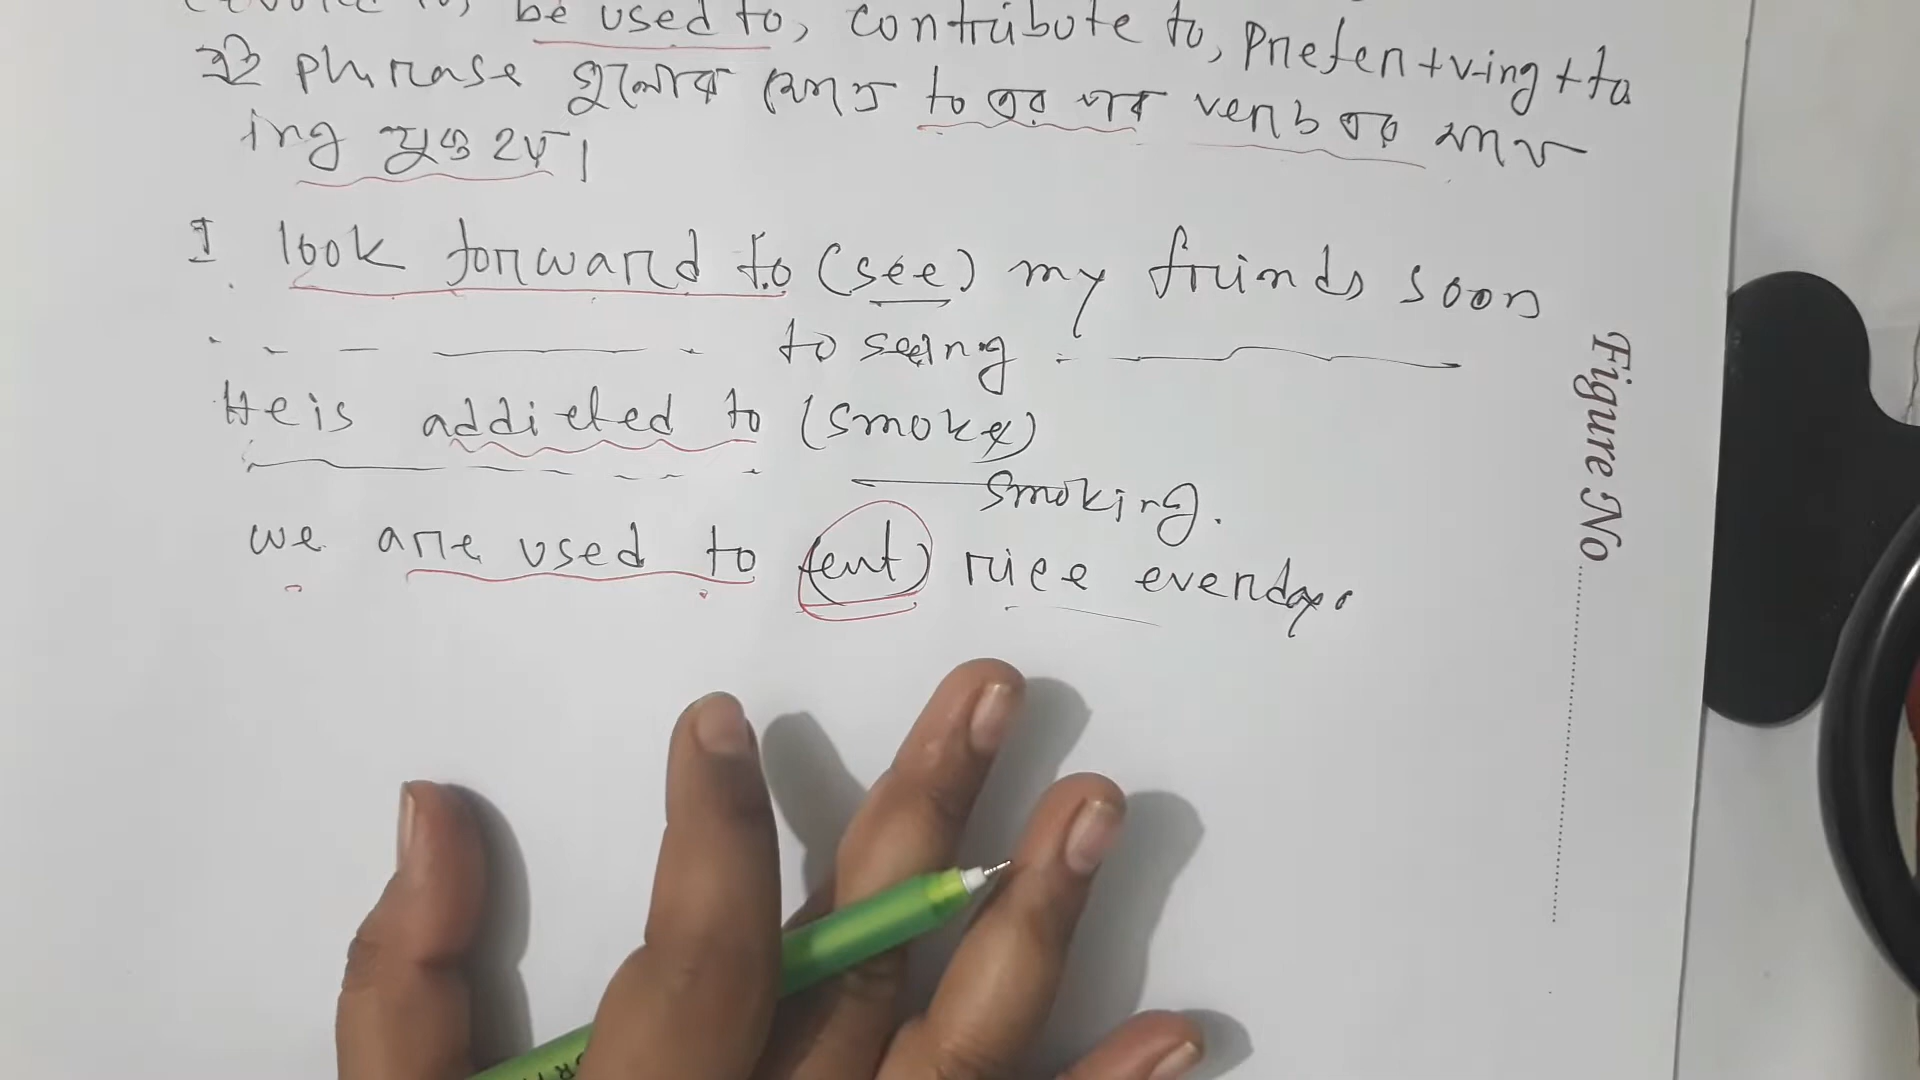 be used to, contribute to, Prefer+v-ing+to
এই phrase গুলোর শেষে to এর পর verb এর সাথে
ing যুক্ত হয়।
I look forward to (see) my friends soon
to seeing
He is addicted to (smoke)
smoking.
we are used to (eat) rice everyday.
Figure No